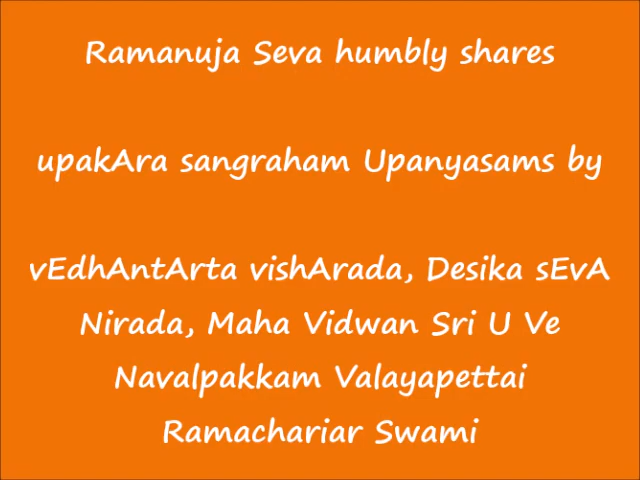 Ramanuja Seva humbly shares
upakAra sangraham Upanyasams by
vEdhAntArta vishArada, Desika sEvA
Nirada, Maha Vidwan Sri U Ve
Navalpakkam Valayapettai
Ramachariar Swami